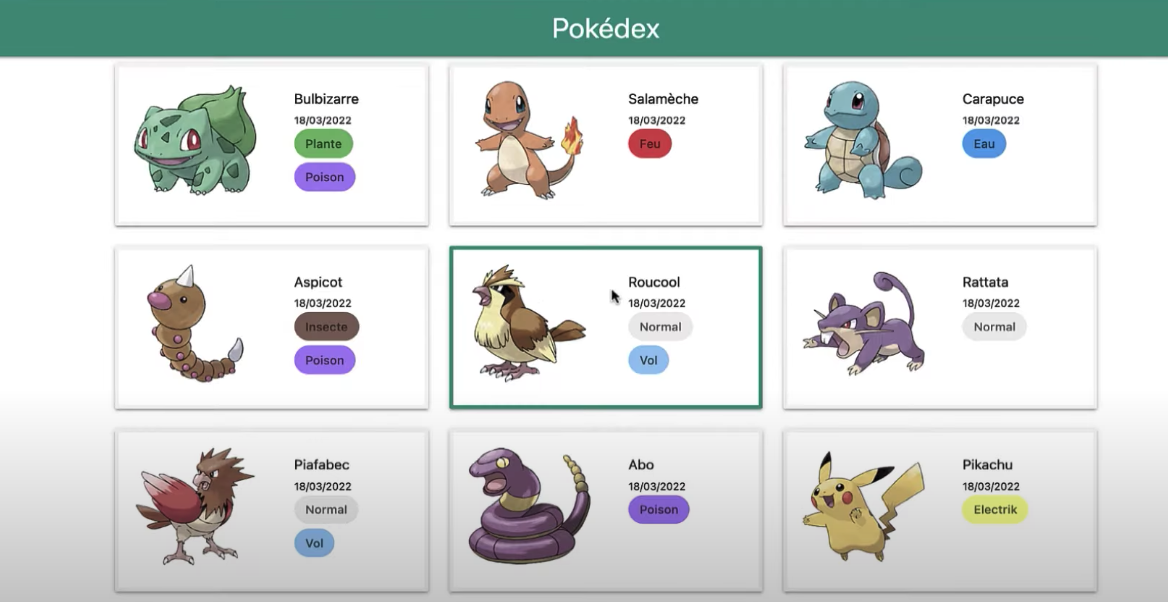 Pokédex
Bulbizarre
18/03/2022
Plante
Poison
Salamèche
18/03/2022
Feu
Carapuce
18/03/2022
Eau
Aspicot
18/03/2022
Insecte
Poison
Roucool
18/03/2022
Normal
Vol
Rattata
18/03/2022
Normal
Piafabec
18/03/2022
Normal
Vol
Abo
18/03/2022
Poison
Pikachu
18/03/2022
Electrik